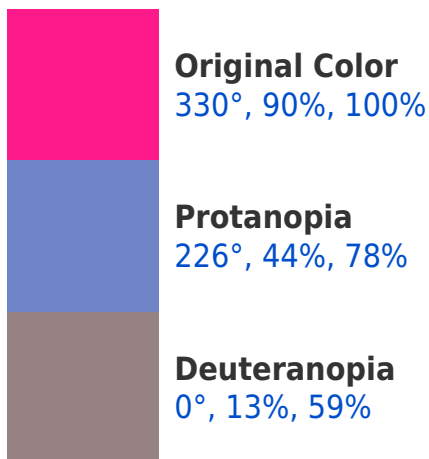 Original Color
330°, 90%, 100%
Protanopia
226°, 44%, 78%
Deuteranopia
0°, 13%, 59%